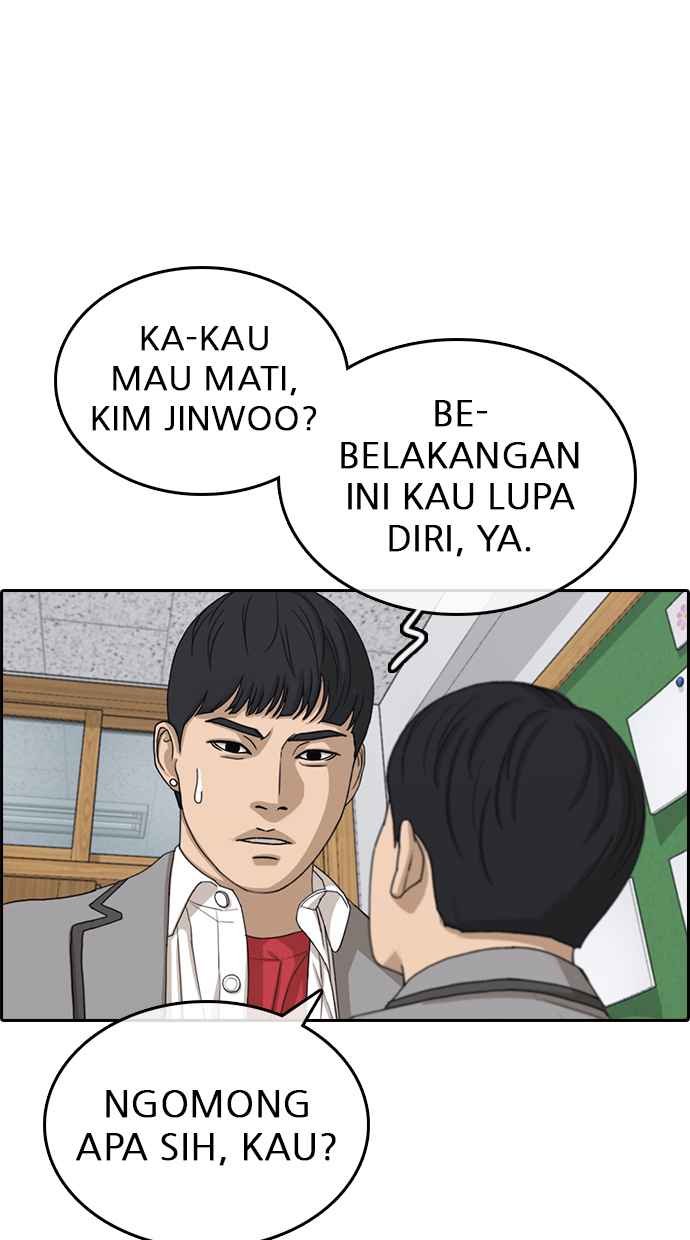 KA-KAU
MAU MATI,
KIM JINWOO?
BE-
BELAKANGAN
INI KAU LUPA
DIRI, YA.
NGOMONG
APA SIH, KAU?